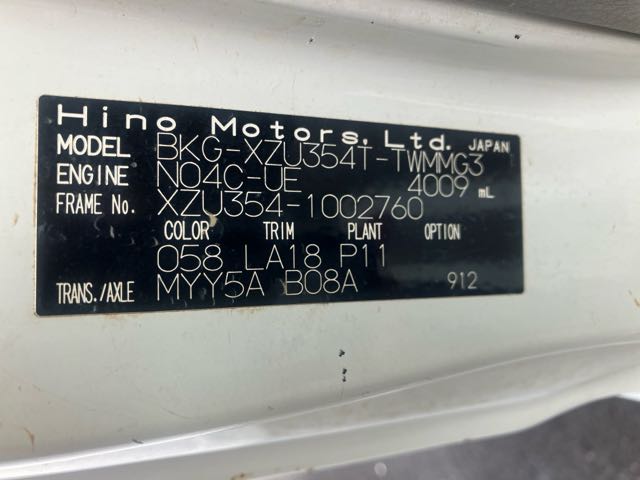 Hino Motors, Ltd. JAPAN
MODEL BKG-XZU354T-TWMMG3
ENGINE N04C-UE 4009 mL
FRAME No. XZU354-1002760
COLOR TRIM PLANT OPTION
058 LA18 P11
TRANS./AXLE MYY5A B08A 912